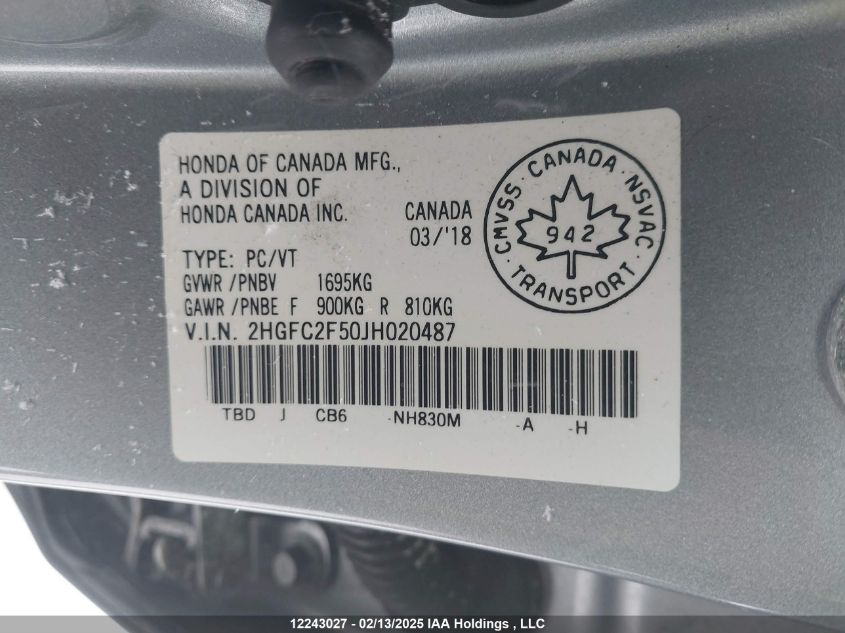 HONDA OF CANADA MFG.,
A DIVISION OF
HONDA CANADA INC. CANADA
03/'18
TYPE: PC/VT
GVWR /PNBV 1695KG
GAWR /PNBE F 900KG R 810KG
V.I.N. 2HGFC2F50JH020487
TBD J CB6 -NH830M -A -H
CMVSS · CANADA · NSVAC · TRANSPORT ·
942
12243027 - 02/13/2025 IAA Holdings , LLC